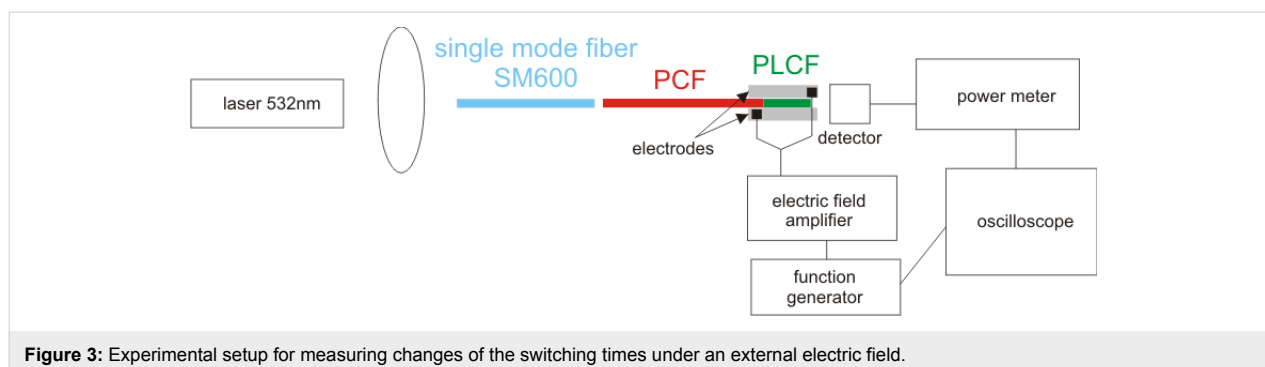 single mode fiber
SM600
PCF
PLCF
laser 532nm
power meter
electrodes
detector
electric field
amplifier
oscilloscope
function
generator
Figure 3: Experimental setup for measuring changes of the switching times under an external electric field.